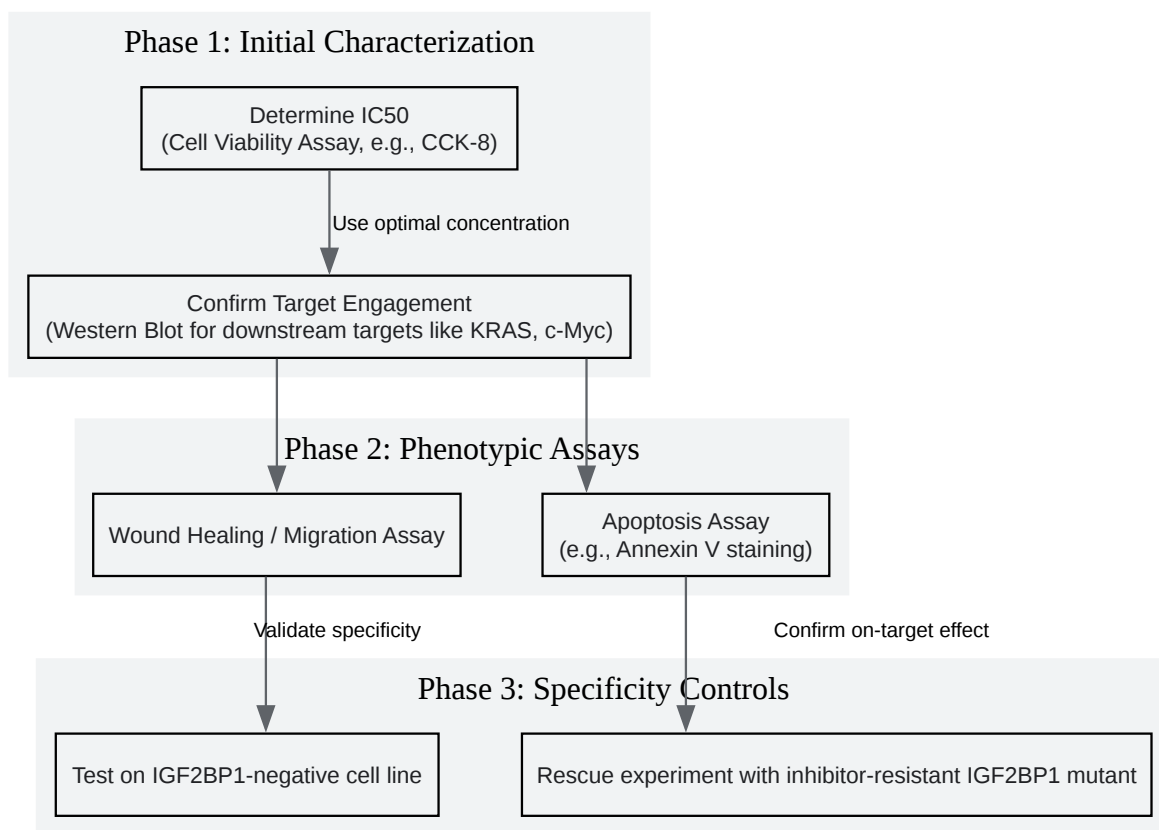 Phase 1: Initial Characterization
Determine IC50
(Cell Viability Assay, e.g., CCK-8)
Use optimal concentration
Confirm Target Engagement
(Western Blot for downstream targets like KRAS, c-Myc)
Phase 2: Phenotypic Assays
Wound Healing / Migration Assay
Apoptosis Assay
(e.g., Annexin V staining)
Validate specificity
Confirm on-target effect
Phase 3: Specificity Controls
Test on IGF2BP1-negative cell line
Rescue experiment with inhibitor-resistant IGF2BP1 mutant